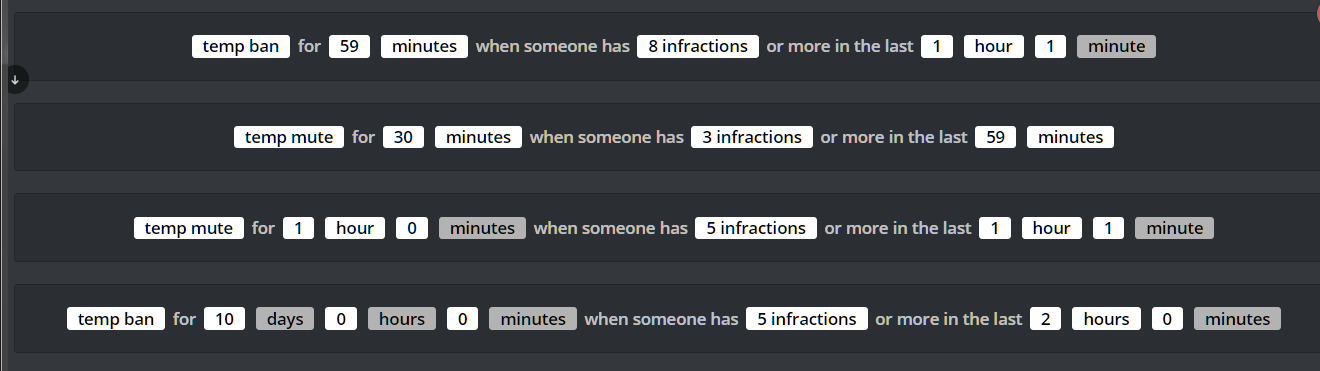 temp ban for 59 minutes when someone has 8 infractions or more in the last 1 hour 1 minute
temp mute for 30 minutes when someone has 3 infractions or more in the last 59 minutes
temp mute for 1 hour 0 minutes when someone has 5 infractions or more in the last 1 hour 1 minute
temp ban for 10 days 0 hours 0 minutes when someone has 5 infractions or more in the last 2 hours 0 minutes